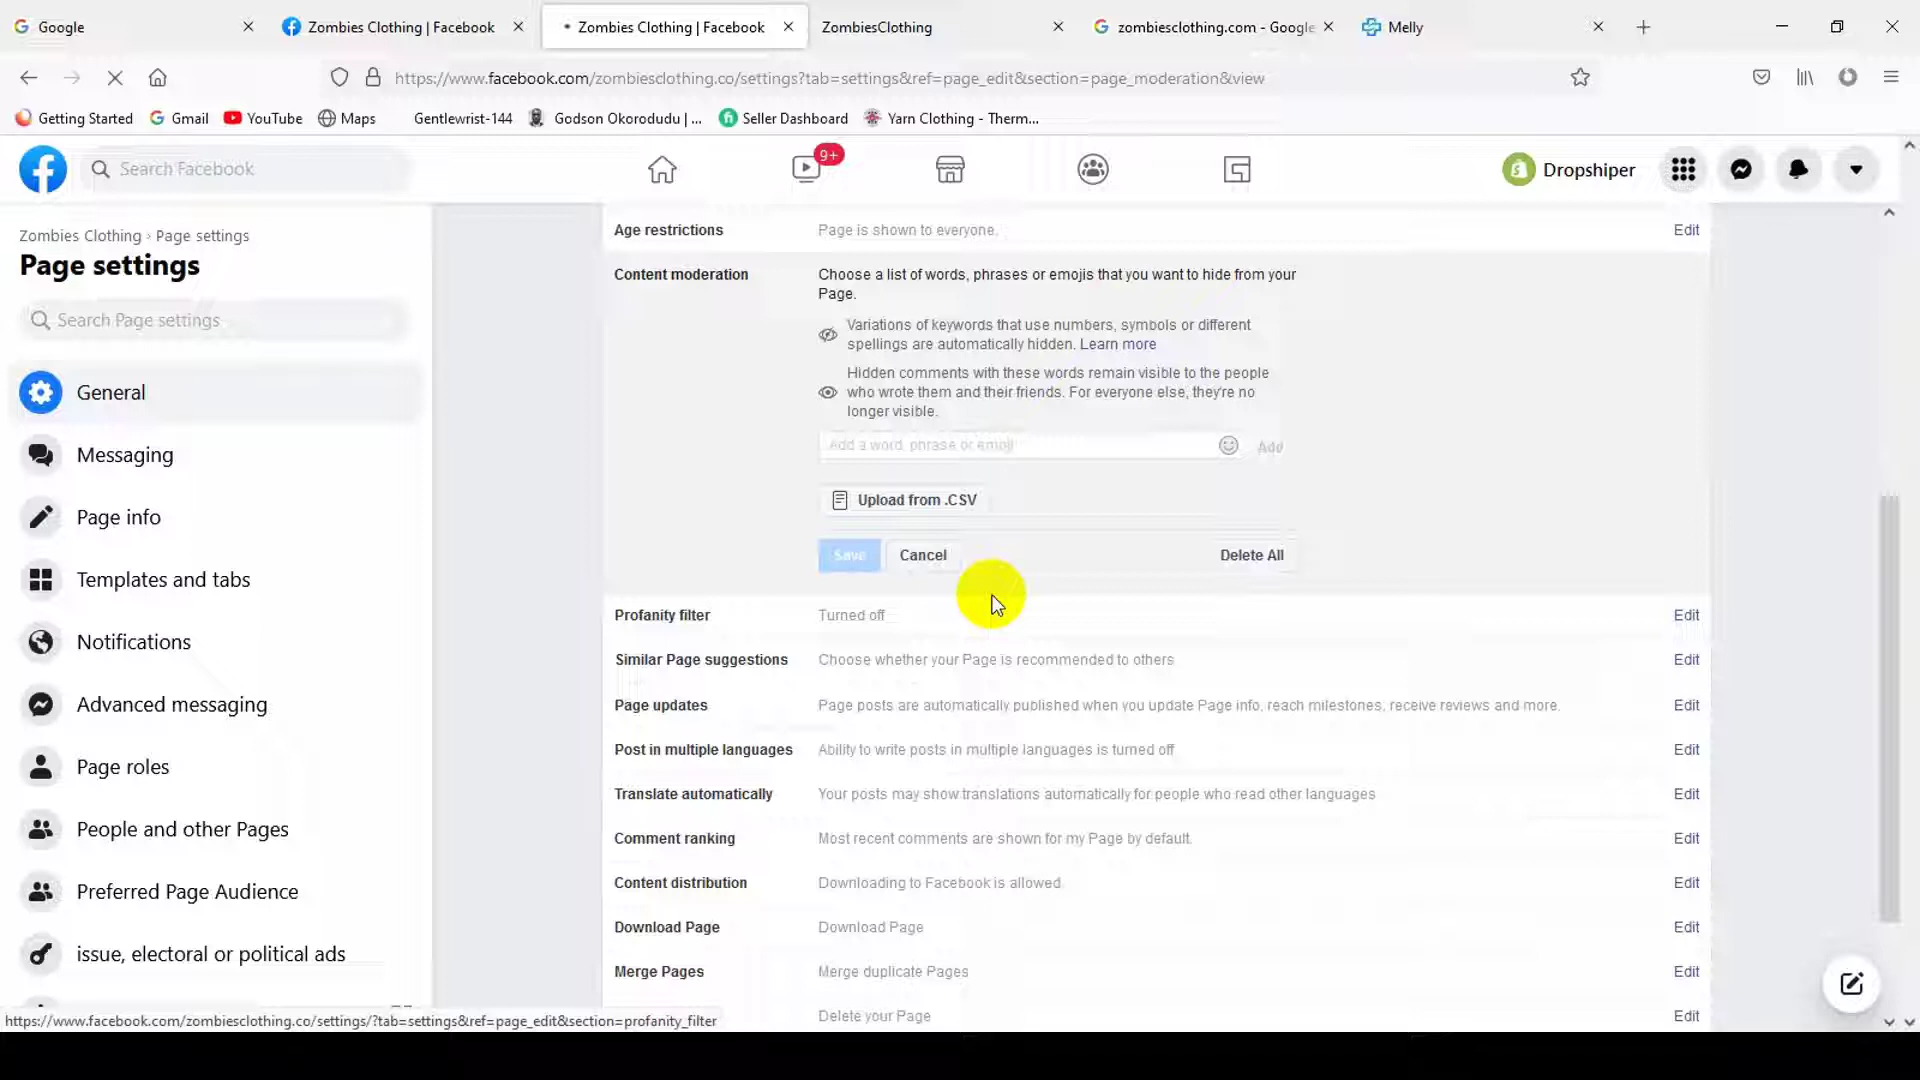 Google
Zombies Clothing | Facebook
Zombies Clothing | Facebook
ZombiesClothing
zombiesclothing.com - Google
Melly
https://www.facebook.com/zombiesclothing.co/settings?tab=settings&ref=page_edit&section=page_moderation&view
Getting Started
Gmail
YouTube
Maps
Gentlewrist-144
Godson Okorodudu | ...
Seller Dashboard
Yarn Clothing - Therm...
Search Facebook
9+
Dropshiper
Zombies Clothing › Page settings
Page settings
Search Page settings
General
Messaging
Page info
Templates and tabs
Notifications
Advanced messaging
Page roles
People and other Pages
Preferred Page Audience
issue, electoral or political ads
Age restrictions
Page is shown to everyone.
Edit
Content moderation
Choose a list of words, phrases or emojis that you want to hide from your
Page.
Variations of keywords that use numbers, symbols or different
spellings are automatically hidden. Learn more
Hidden comments with these words remain visible to the people
who wrote them and their friends. For everyone else, they're no
longer visible.
Add a word, phrase or emoji
Add
Upload from .CSV
Save
Cancel
Delete All
Profanity filter
Turned off
Edit
Similar Page suggestions
Choose whether your Page is recommended to others
Edit
Page updates
Page posts are automatically published when you update Page info, reach milestones, receive reviews and more.
Edit
Post in multiple languages
Ability to write posts in multiple languages is turned off
Edit
Translate automatically
Your posts may show translations automatically for people who read other languages
Edit
Comment ranking
Most recent comments are shown for my Page by default.
Edit
Content distribution
Downloading to Facebook is allowed.
Edit
Download Page
Download Page
Edit
Merge Pages
Merge duplicate Pages
Edit
Delete your Page
Edit
https://www.facebook.com/zombiesclothing.co/settings/?tab=settings&ref=page_edit&section=profanity_filter